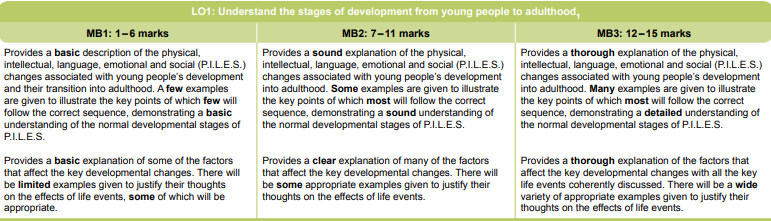 LO1: Understand the stages of development from young people to adulthood,1
MB1: 1–6 marks
MB2: 7–11 marks
MB3: 12–15 marks
Provides a basic description of the physical,
intellectual, language, emotional and social (P.I.L.E.S.)
changes associated with young people's development
and their transition into adulthood. A few examples
are given to illustrate the key points of which few will
follow the correct sequence, demonstrating a basic
understanding of the normal developmental stages of
P.I.L.E.S.
Provides a basic explanation of some of the factors
that affect the key developmental changes. There will
be limited examples given to justify their thoughts
on the effects of life events, some of which will be
appropriate.
Provides a sound explanation of the physical,
intellectual, language, emotional and social (P.I.L.E.S.)
changes associated with young people's development
into adulthood. Some examples are given to illustrate
the key points of which most will follow the correct
sequence, demonstrating a sound understanding of
the normal developmental stages of P.I.L.E.S.
Provides a clear explanation of many of the factors
that affect the key developmental changes. There will
be some appropriate examples given to justify their
thoughts on the effects of life events.
Provides a thorough explanation of the physical,
intellectual, language, emotional and social (P.I.L.E.S.)
changes associated with young people's development
into adulthood. Many examples are given to illustrate
the key points of which most will follow the correct
sequence, demonstrating a detailed understanding of
the normal developmental stages of P.I.L.E.S.
Provides a thorough explanation of the factors that
affect the key developmental changes with all the key
life events coherently discussed. There will be a wide
variety of appropriate examples given to justify their
thoughts on the effects of life events.